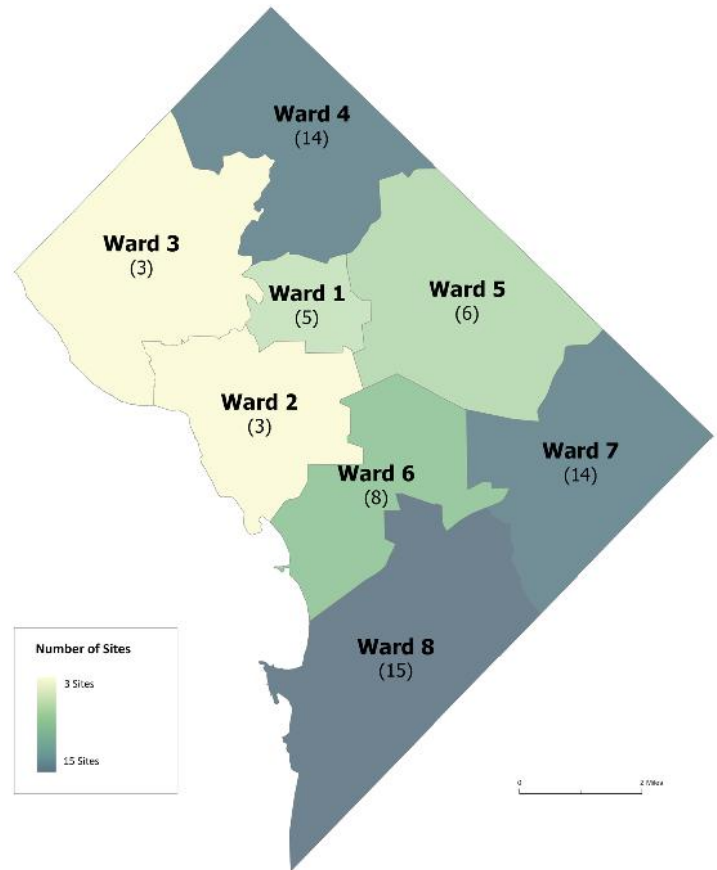 Ward 4
(14)
Ward 3
(3)
Ward 1
(5)
Ward 5
(6)
Ward 2
(3)
Ward 7
(14)
Ward 6
(8)
Ward 8
(15)
Number of Sites
3 Sites
15 Sites
0 2 Miles